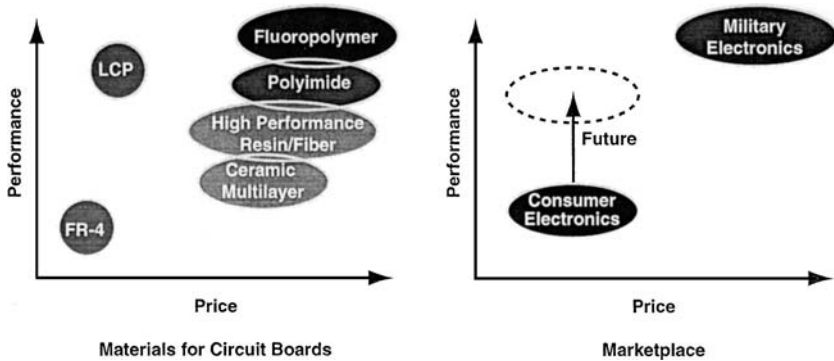 Performance
LCP
FR-4
Fluoropolymer
Polyimide
High Performance
Resin/Fiber
Ceramic
Multilayer
Price
Materials for Circuit Boards
Performance
Military
Electronics
Future
Consumer
Electronics
Price
Marketplace